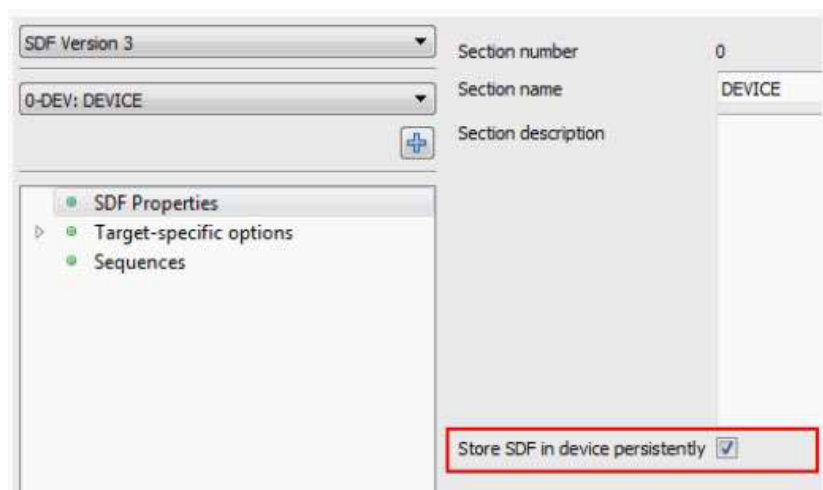 SDF Version 3
0-DEV: DEVICE
SDF Properties
Target-specific options
Sequences
Section number 0
Section name DEVICE
Section description
Store SDF in device persistently